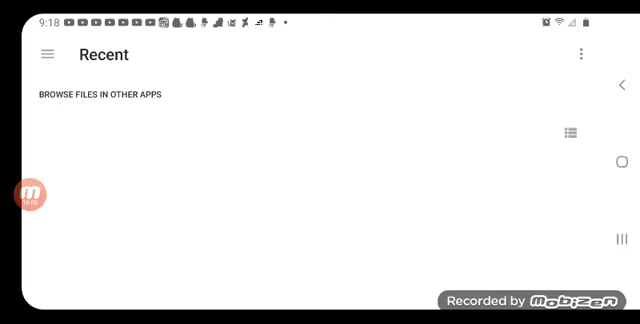 9:18
Recent
BROWSE FILES IN OTHER APPS
Recorded by MOBIZEN